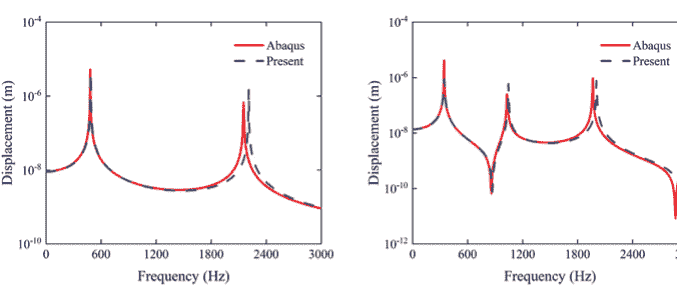 10-4
Abaqus
Present
10-6
10-8
10-10
Displacement (m)
0 600 1200 1800 2400 3000
Frequency (Hz)
10-4
Abaqus
Present
10-6
10-8
10-10
10-12
Displacement (m)
0 600 1200 1800 2400 3000
Frequency (Hz)